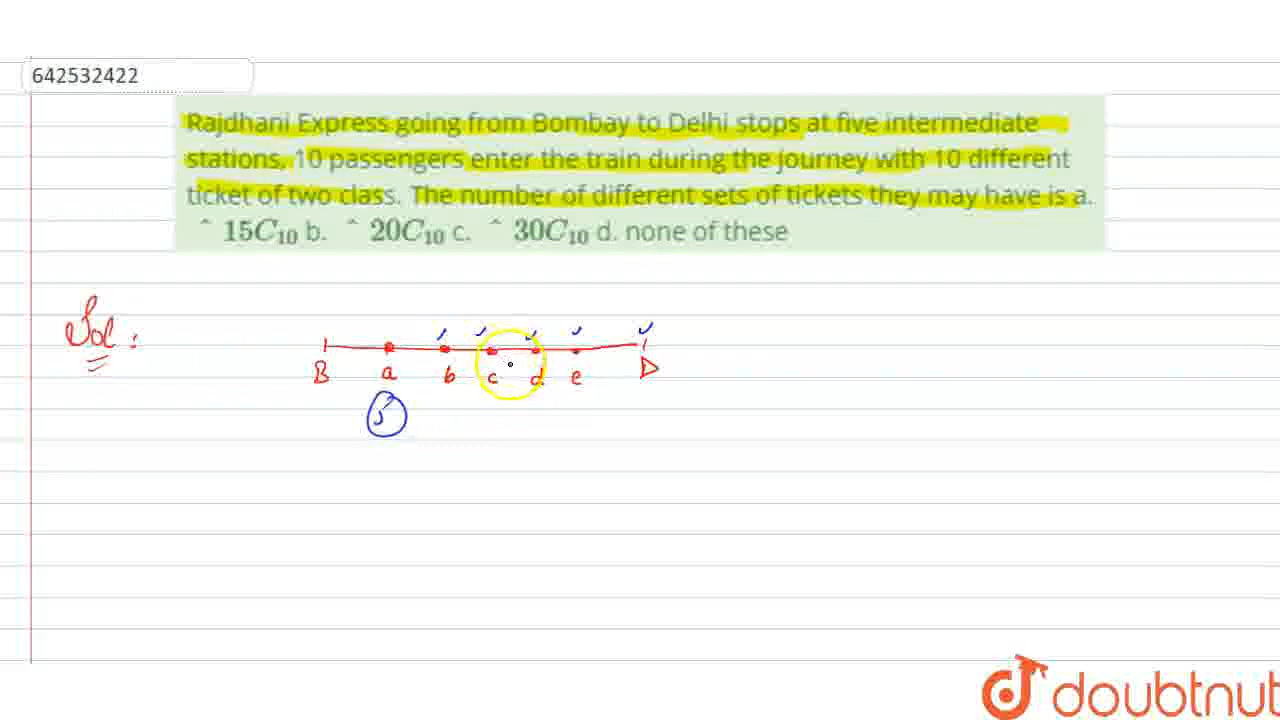 642532422
Rajdhani Express going from Bombay to Delhi stops at five intermediate
stations, 10 passengers enter the train during the journey with 10 different
ticket of two class. The number of different sets of tickets they may have is a.
^ 15C₁₀ b. ^ 20C₁₀ c. ^ 30C₁₀ d. none of these
Sol :
B a b c d e D
5
doubtnut